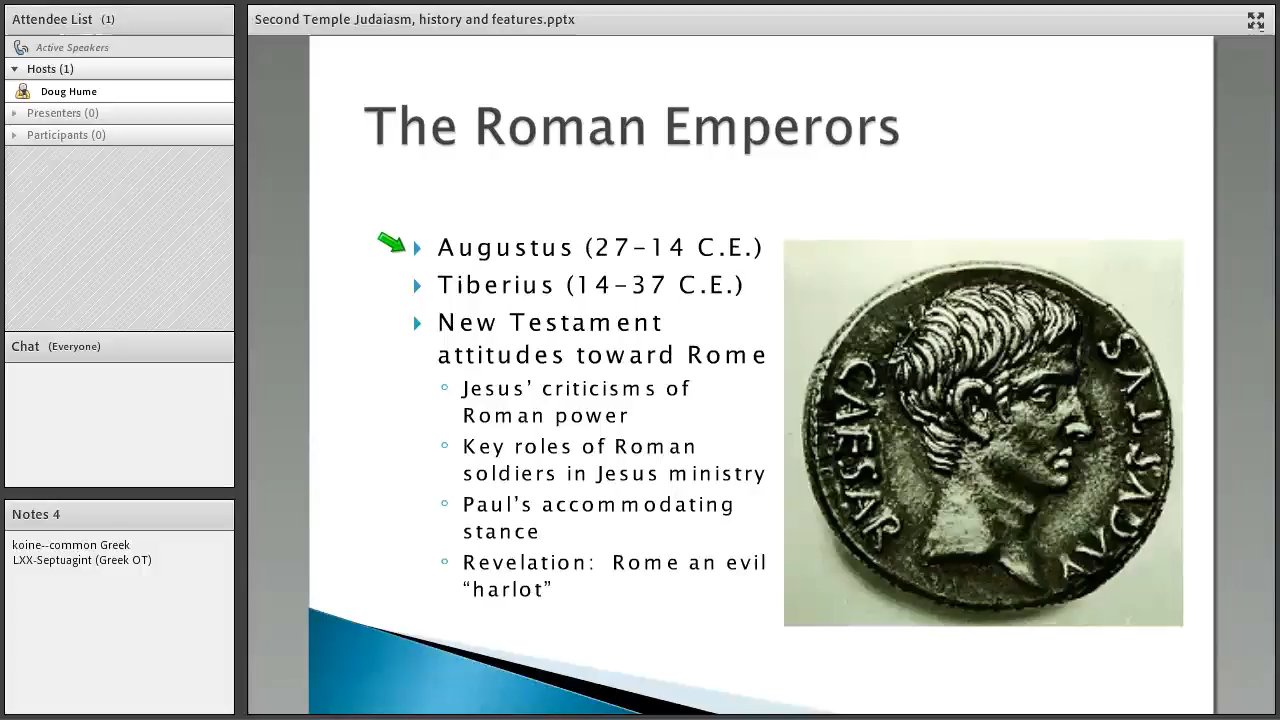 Attendee List (1)
Active Speakers
Hosts (1)
Doug Hume
Presenters (0)
Participants (0)
Chat (Everyone)
Notes 4
koine--common Greek
LXX-Septuagint (Greek OT)
Second Temple Judaiasm, history and features.pptx
The Roman Emperors
Augustus (27-14 C.E.)
Tiberius (14-37 C.E.)
New Testament
attitudes toward Rome
Jesus’ criticisms of
Roman power
Key roles of Roman
soldiers in Jesus ministry
Paul’s accommodating
stance
Revelation: Rome an evil
“harlot”
CAESAR
AVGVSTVS